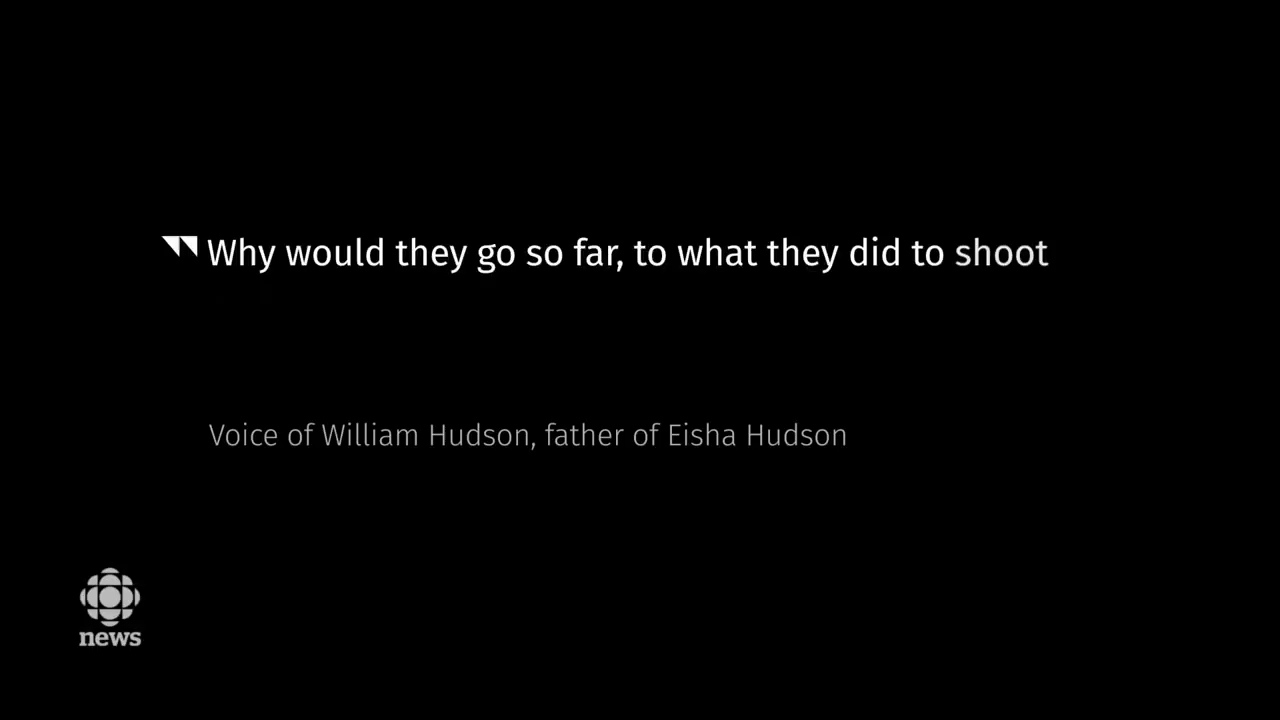 Why would they go so far, to what they did to shoot
Voice of William Hudson, father of Eisha Hudson
news